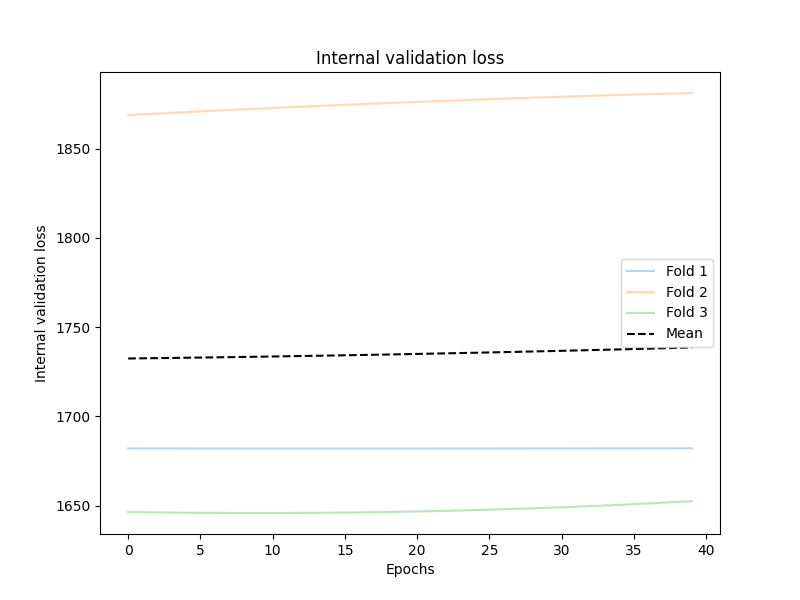 Internal validation loss
Internal validation loss
1850
1800
1750
1700
1650
Fold 1
Fold 2
Fold 3
Mean
0 5 10 15 20 25 30 35 40
Epochs